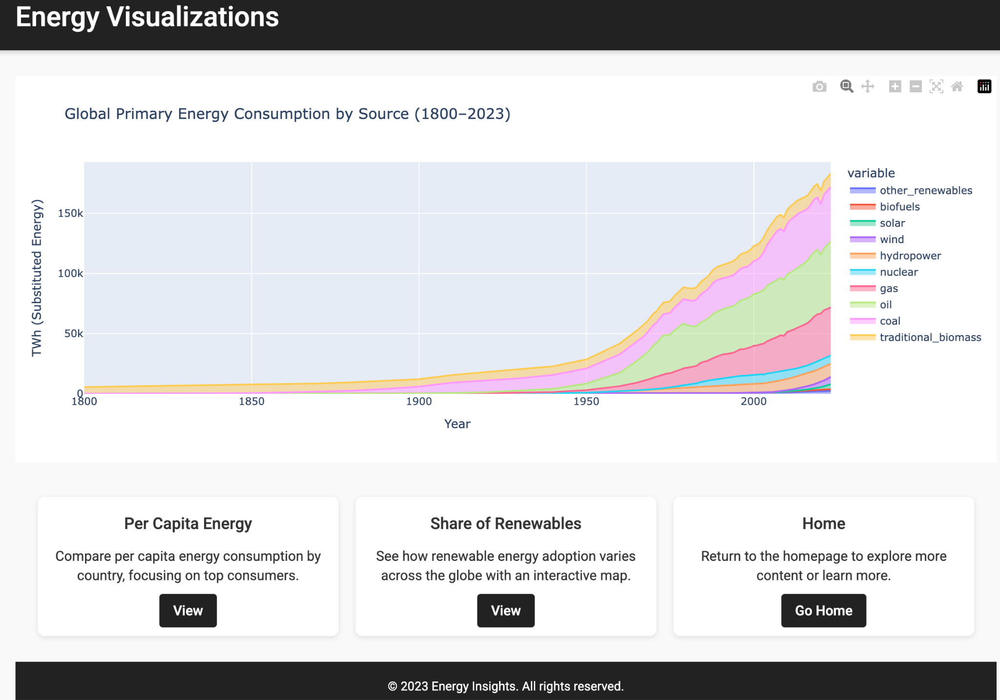 Energy Visualizations
Global Primary Energy Consumption by Source (1800–2023)
TWh (Substituted Energy)
150k
100k
50k
0
1800
1850
1900
1950
2000
Year
variable
other_renewables
biofuels
solar
wind
hydropower
nuclear
gas
oil
coal
traditional_biomass
Per Capita Energy
Compare per capita energy consumption by
country, focusing on top consumers.
View
Share of Renewables
See how renewable energy adoption varies
across the globe with an interactive map.
View
Home
Return to the homepage to explore more
content or learn more.
Go Home
© 2023 Energy Insights. All rights reserved.